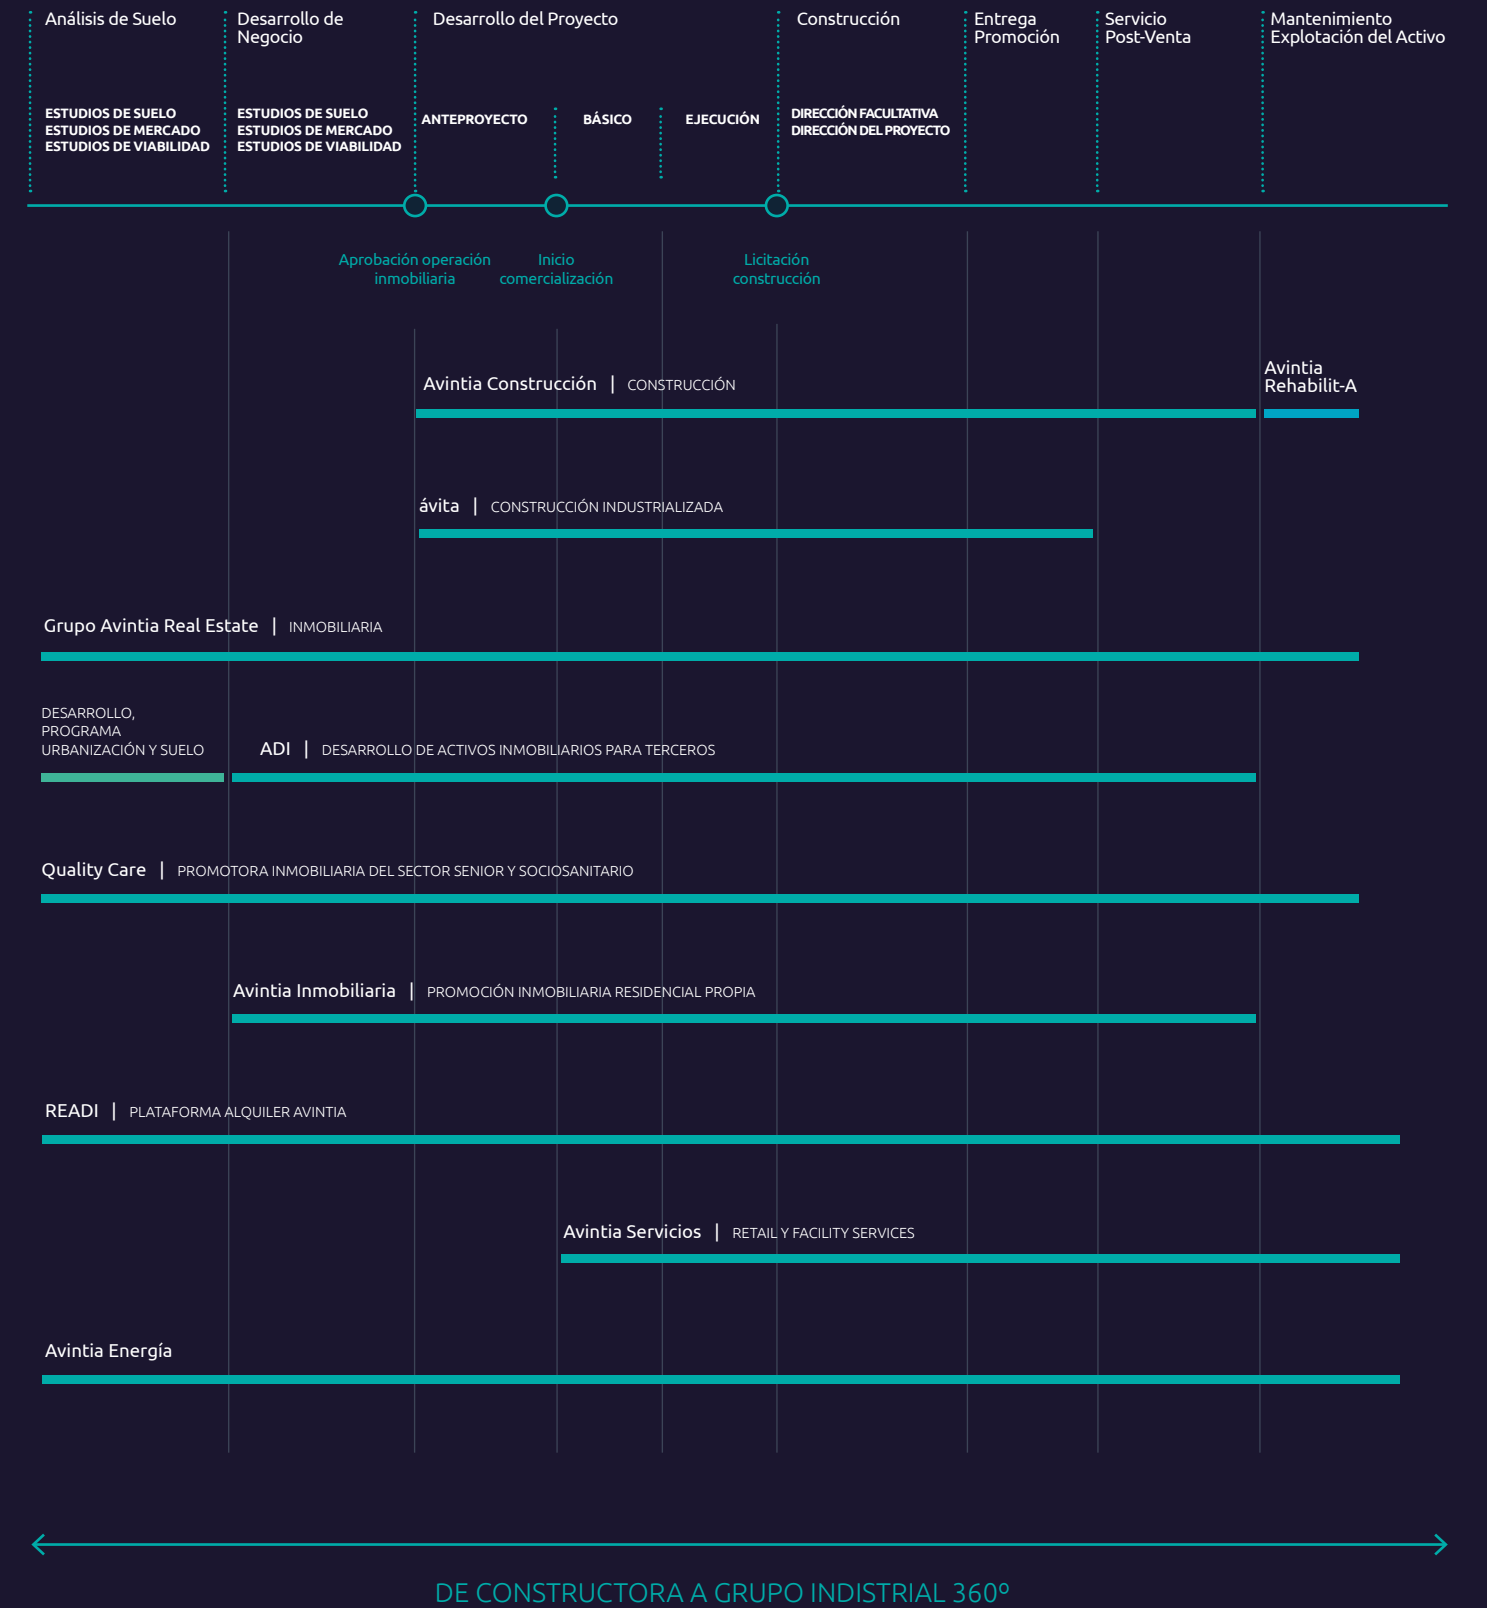 Análisis de Suelo
Desarrollo de
Negocio
Desarrollo del Proyecto
Construcción
Entrega
Promoción
Servicio
Post-Venta
Mantenimiento
Explotación del Activo
ESTUDIOS DE SUELO
ESTUDIOS DE MERCADO
ESTUDIOS DE VIABILIDAD
ESTUDIOS DE SUELO
ESTUDIOS DE MERCADO
ESTUDIOS DE VIABILIDAD
ANTEPROYECTO
BÁSICO
EJECUCIÓN
DIRECCIÓN FACULTATIVA
DIRECCIÓN DEL PROYECTO
Aprobación operación
inmobiliaria
Inicio
comercialización
Licitación
construcción
Avintia Construcción | CONSTRUCCIÓN
Avintia
Rehabilit-A
ávita | CONSTRUCCIÓN INDUSTRIALIZADA
Grupo Avintia Real Estate | INMOBILIARIA
DESARROLLO,
PROGRAMA
URBANIZACIÓN Y SUELO
ADI | DESARROLLO DE ACTIVOS INMOBILIARIOS PARA TERCEROS
Quality Care | PROMOTORA INMOBILIARIA DEL SECTOR SENIOR Y SOCIOSANITARIO
Avintia Inmobiliaria | PROMOCIÓN INMOBILIARIA RESIDENCIAL PROPIA
READI | PLATAFORMA ALQUILER AVINTIA
Avintia Servicios | RETAIL Y FACILITY SERVICES
Avintia Energía
DE CONSTRUCTORA A GRUPO INDISTRIAL 360º